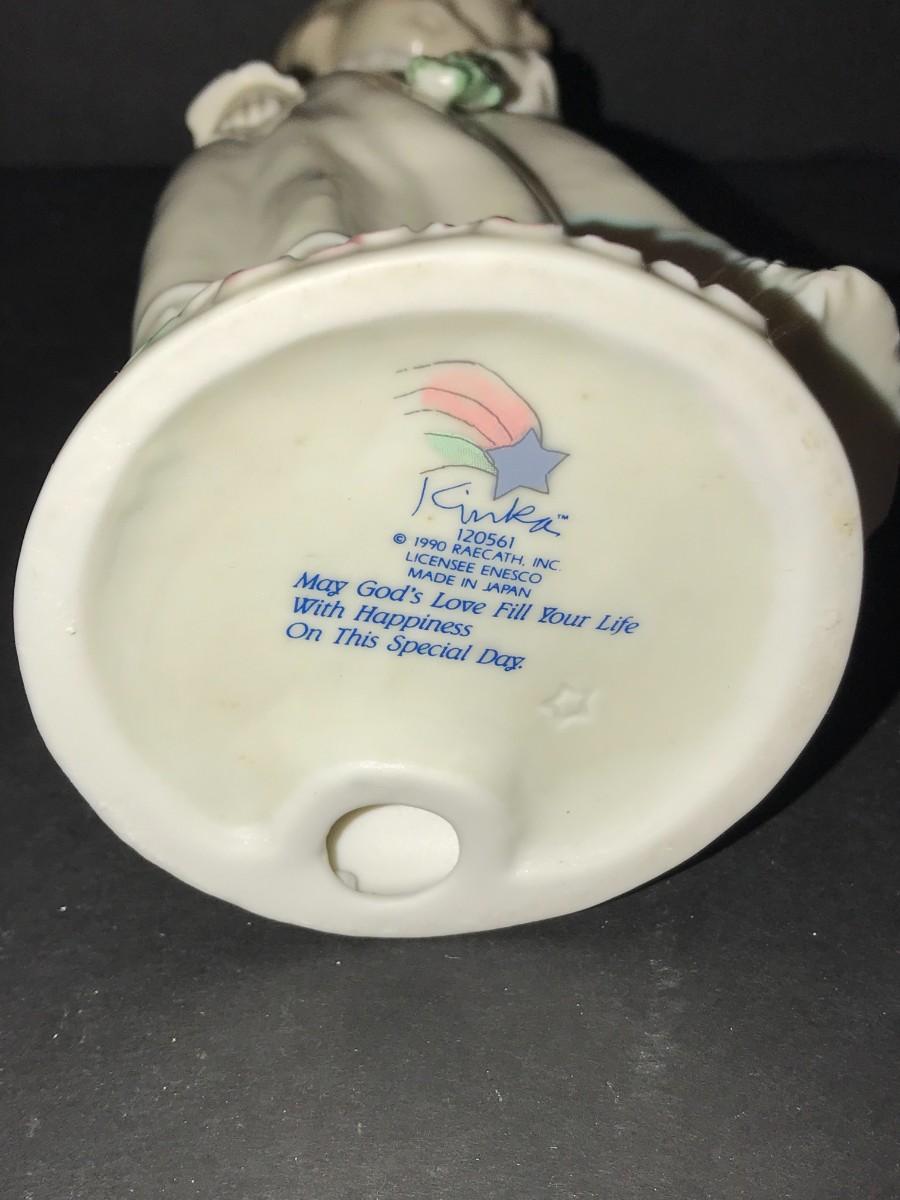 Kinka™
120561
© 1990 RAECATH, INC.
LICENSEE ENESCO
MADE IN JAPAN
May God's Love Fill Your Life
With Happiness
On This Special Day.